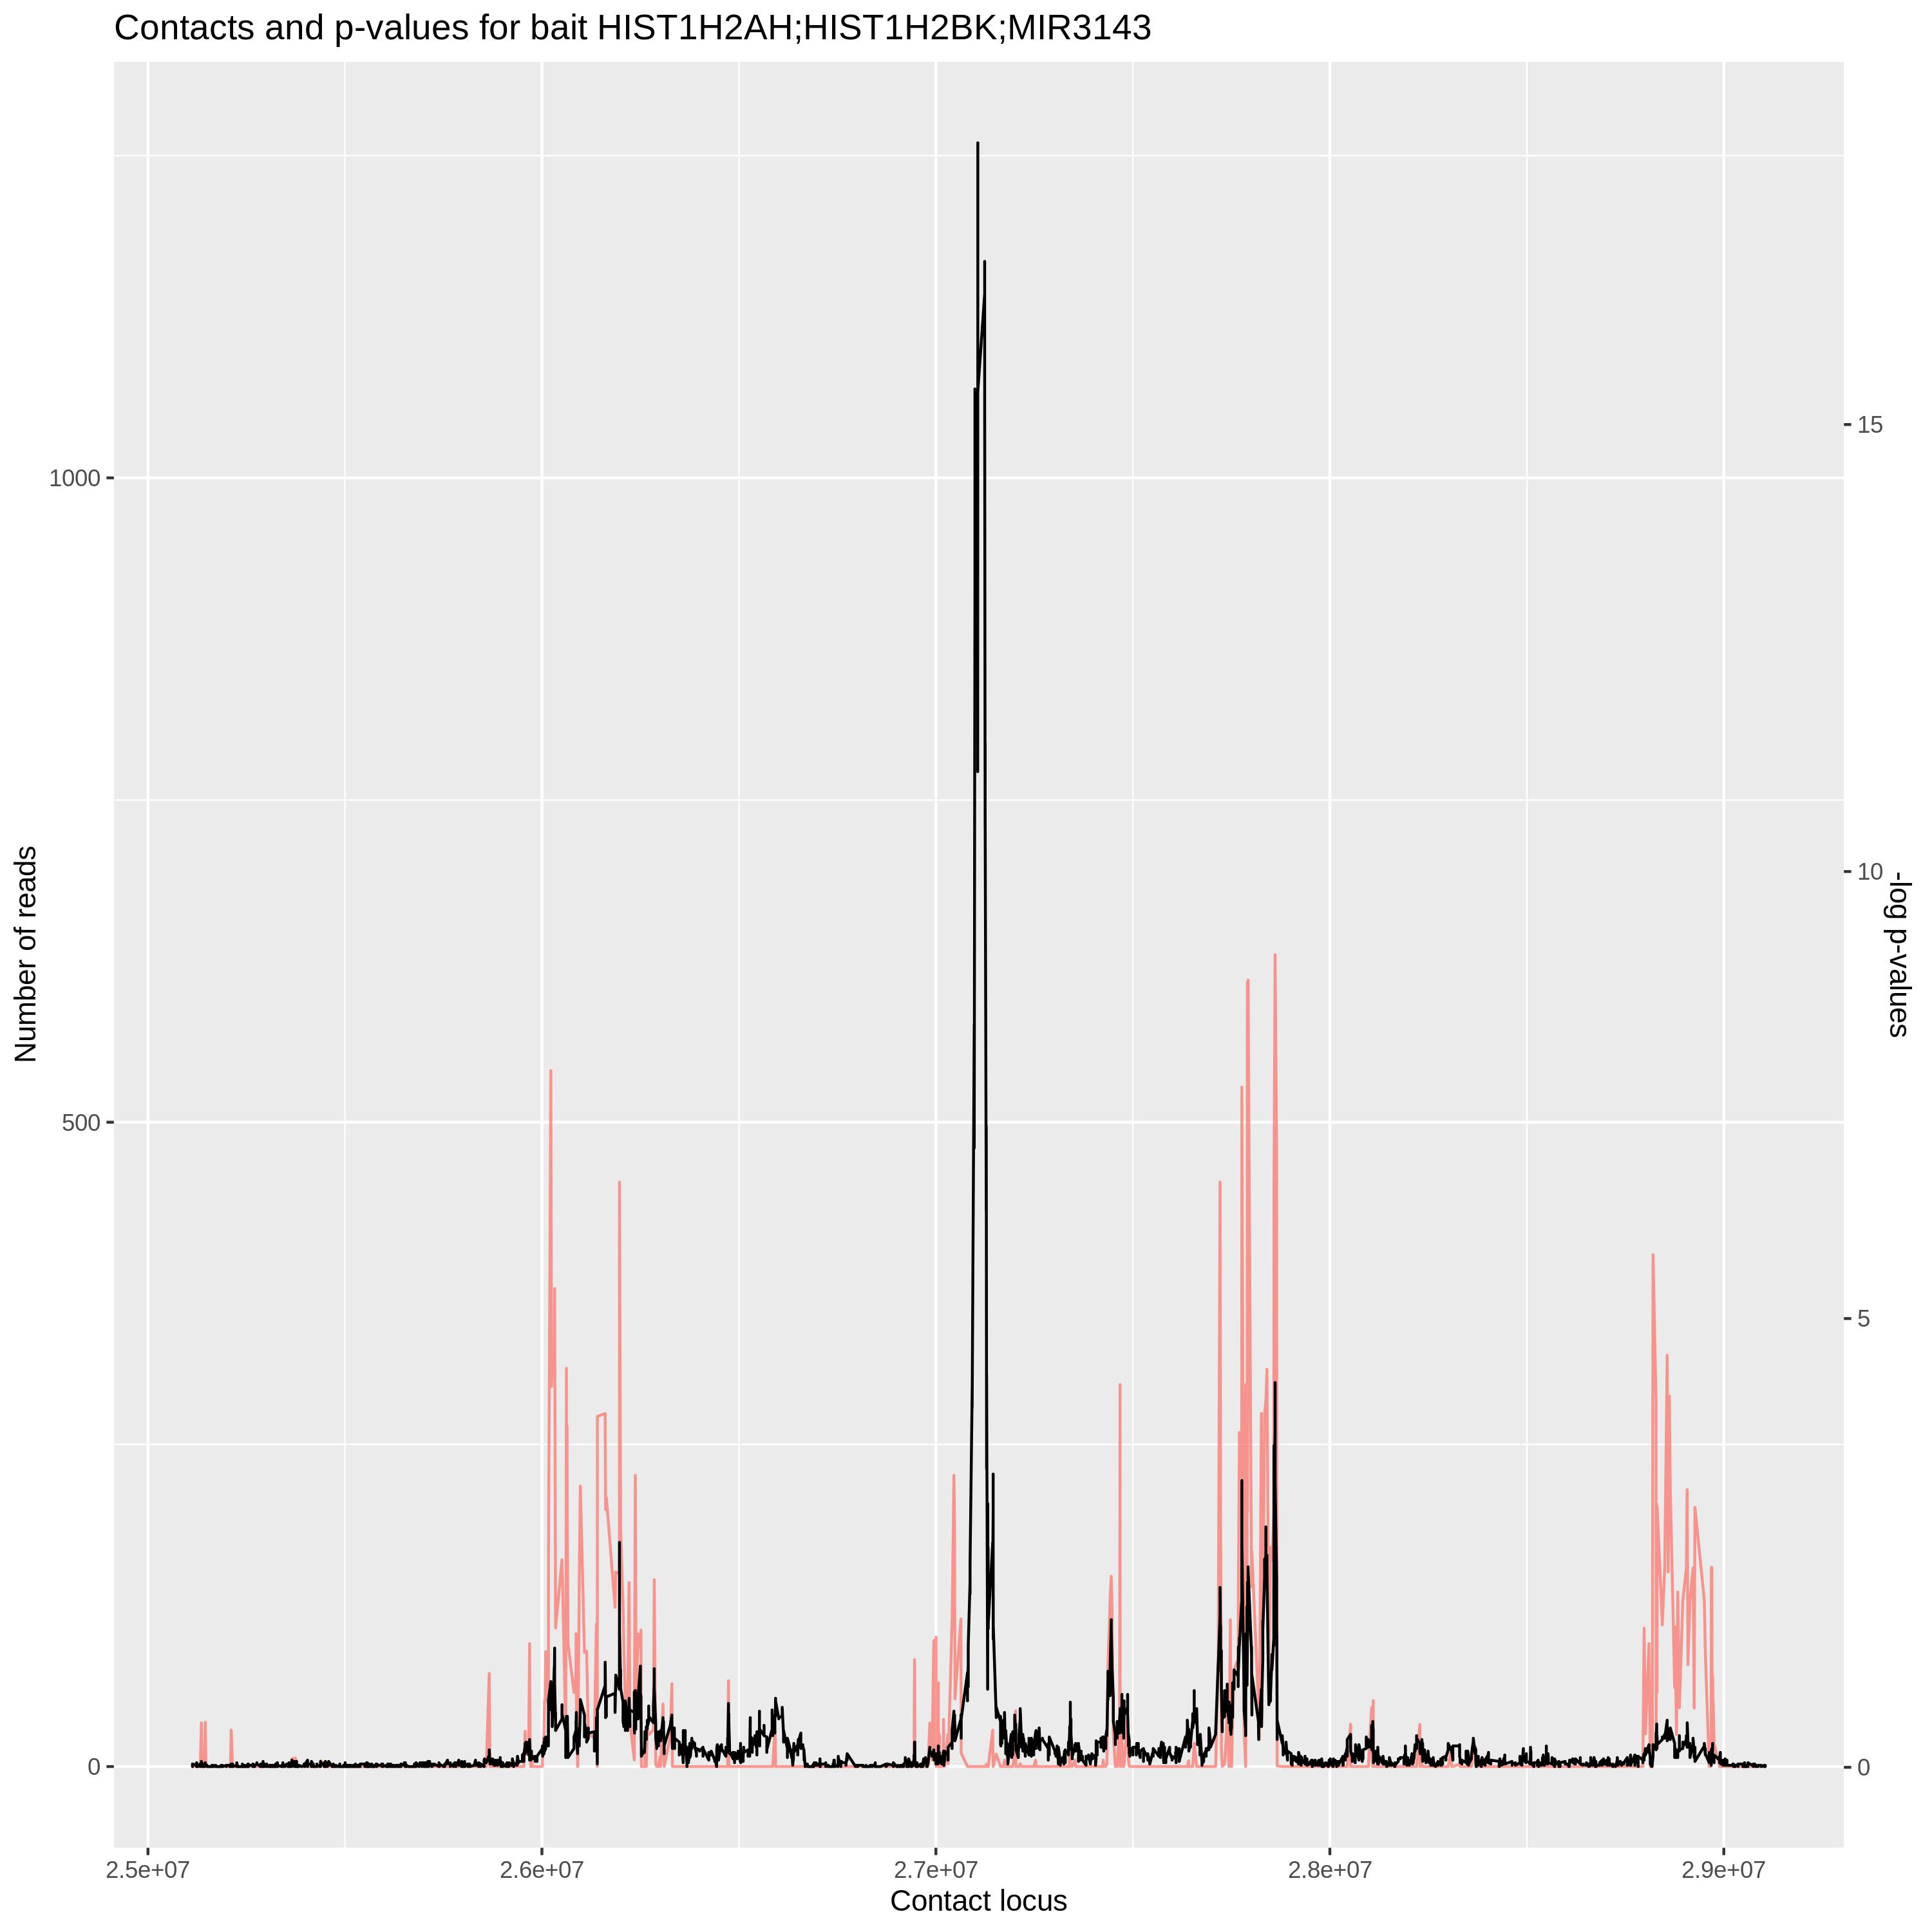 Contacts and p-values for bait HIST1H2AH;HIST1H2BK;MIR3143
Number of reads
1000
500
0
15
10
5
0
-log p-values
2.5e+07 2.6e+07 2.7e+07 2.8e+07 2.9e+07
Contact locus